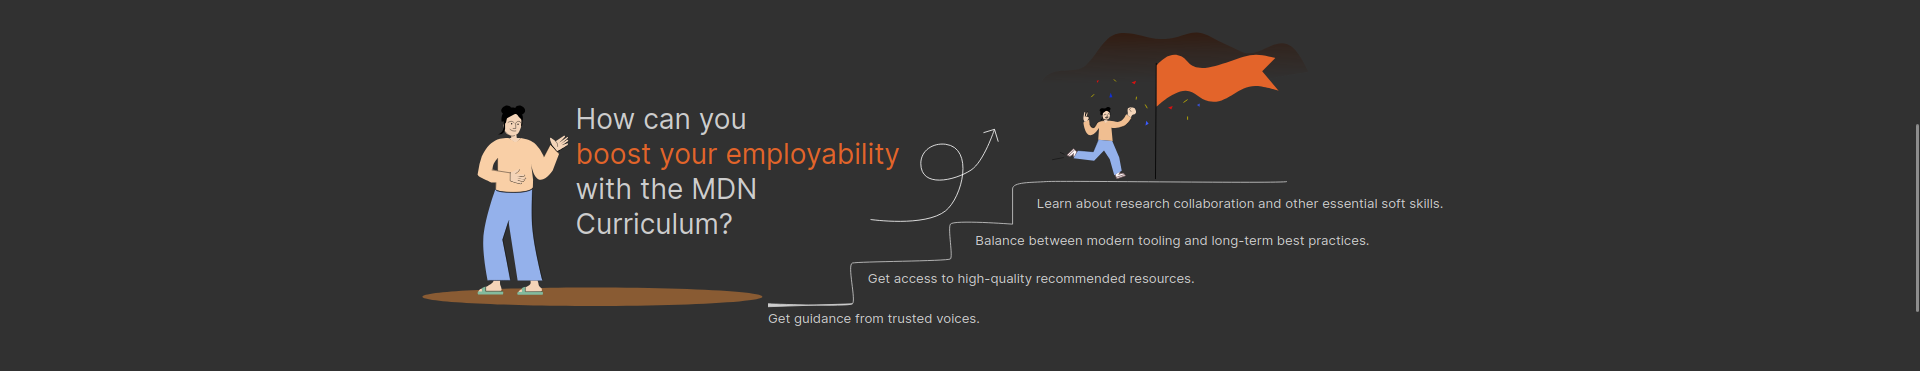 How can you
boost your employability
with the MDN
Curriculum?
Learn about research collaboration and other essential soft skills.
Balance between modern tooling and long-term best practices.
Get access to high-quality recommended resources.
Get guidance from trusted voices.